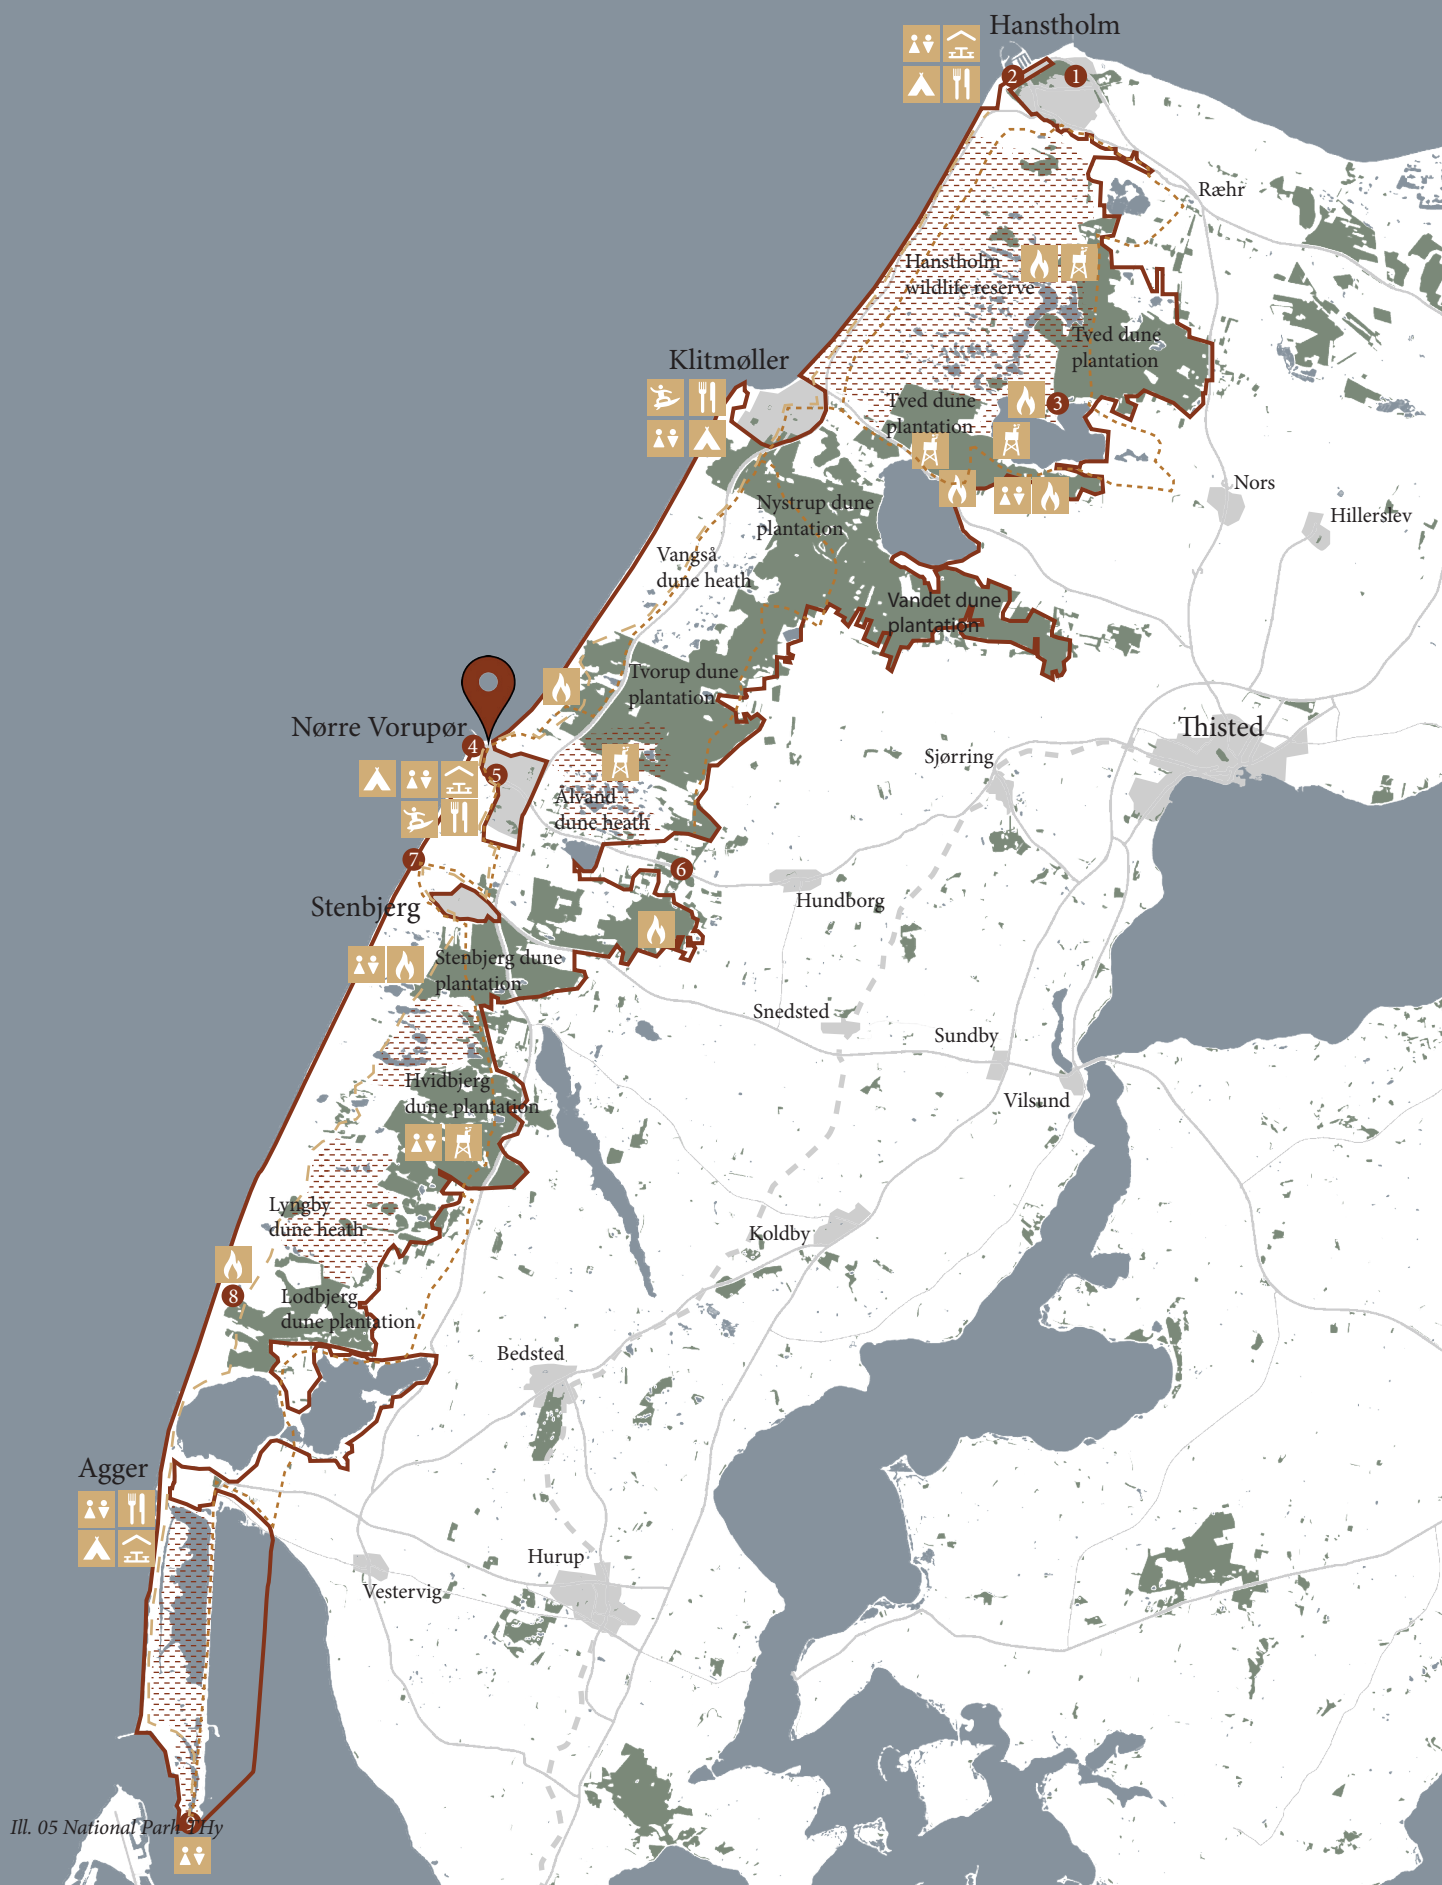 Hanstholm
2
1
Ræhr
Hanstholm
wildlife reserve
Tved dune
plantation
Klitmøller
Tved dune
plantation
3
Nors
Hillerslev
Nystrup dune
plantation
Vangså
dune heath
Vandet dune
plantation
Tvorup dune
plantation
Nørre Vorupør
4
5
Thisted
Sjørring
Ålvand
dune heath
7
6
Hundborg
Stenbjerg
Stenbjerg dune
plantation
Snedsted
Sundby
Vilsund
Hvidbjerg
dune plantation
Lyngby
dune heath
Koldby
8
Lodbjerg
dune plantation
Bedsted
Agger
Hurup
Vestervig
9
Ill. 05 National Park THy